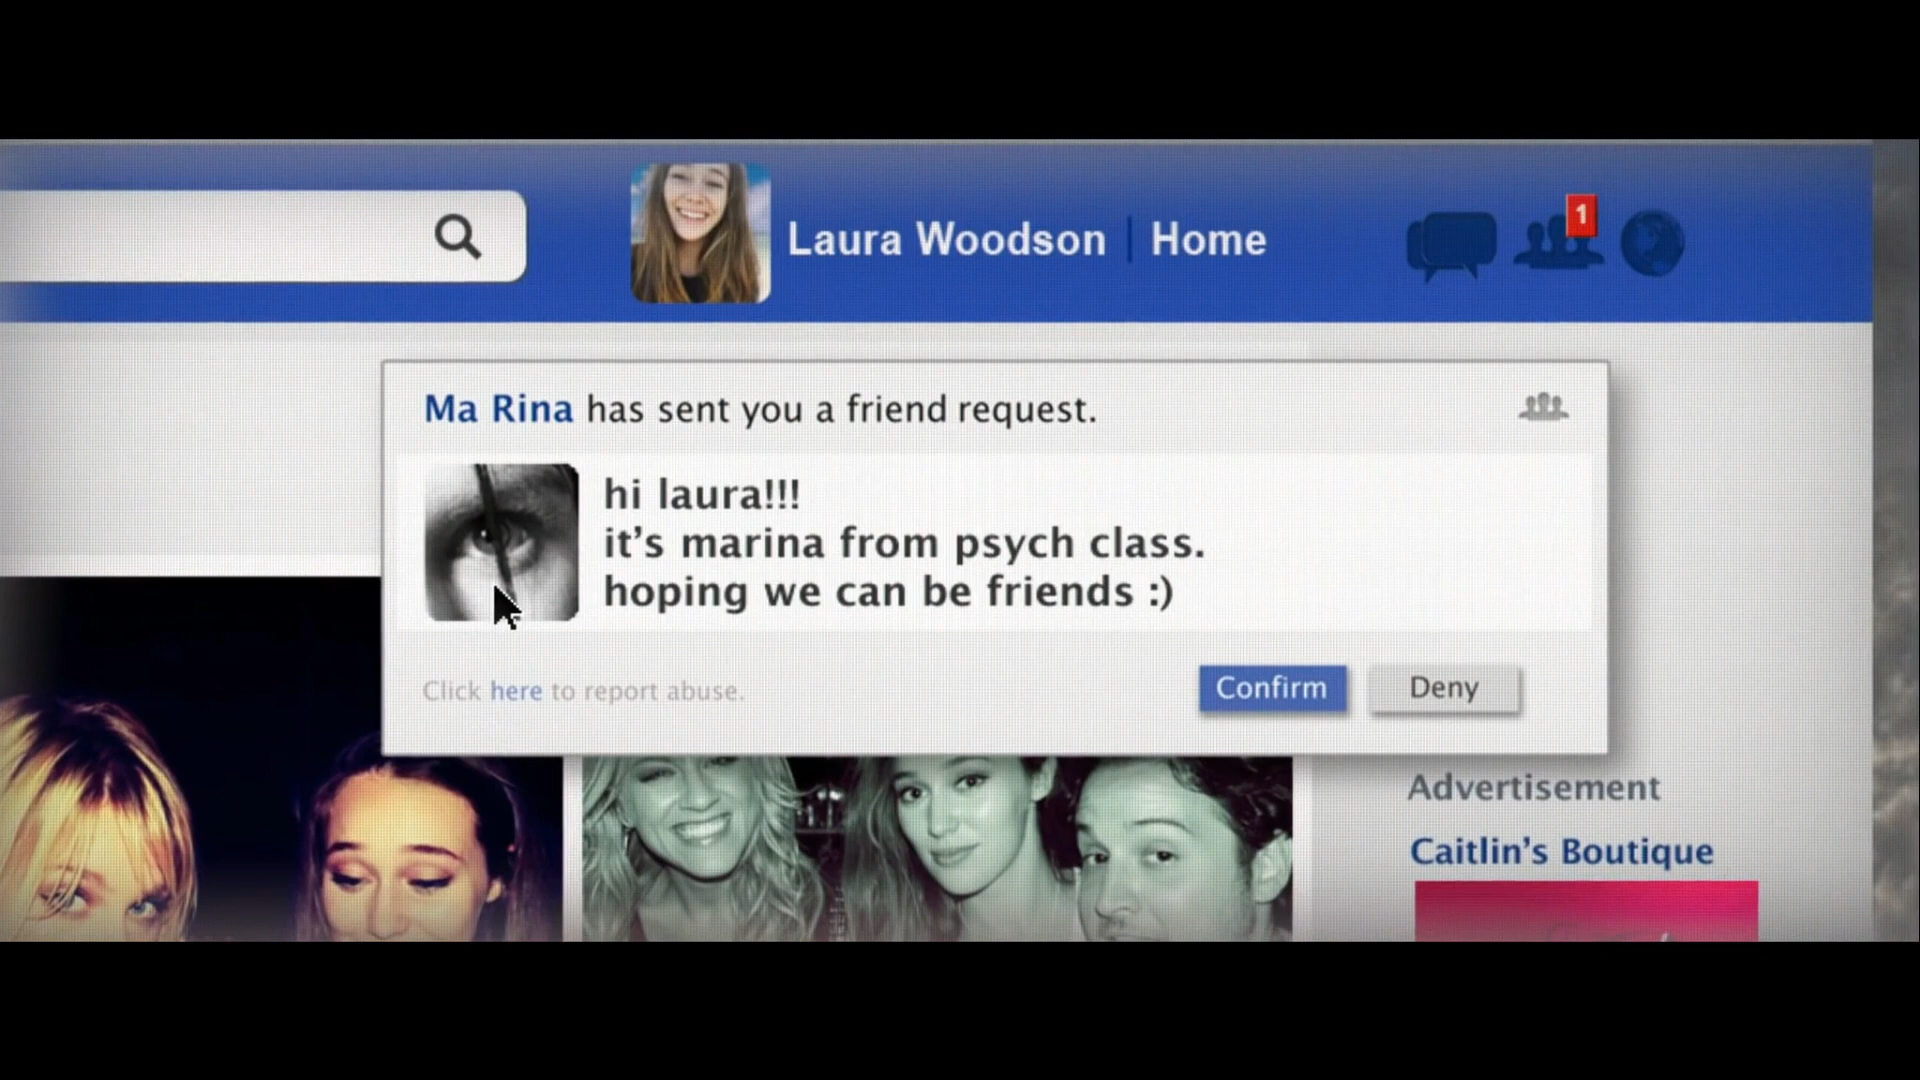 Laura Woodson | Home
1
Ma Rina has sent you a friend request.
hi laura!!!
it's marina from psych class.
hoping we can be friends :)
Click here to report abuse.
Confirm
Deny
Advertisement
Caitlin's Boutique